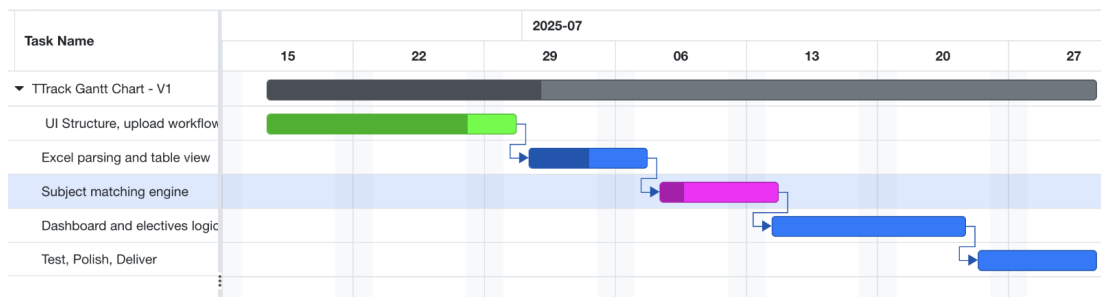 2025-07
Task Name
15 22 29 06 13 20 27
TTrack Gantt Chart - V1
UI Structure, upload workflow
Excel parsing and table view
Subject matching engine
Dashboard and electives logic
Test, Polish, Deliver